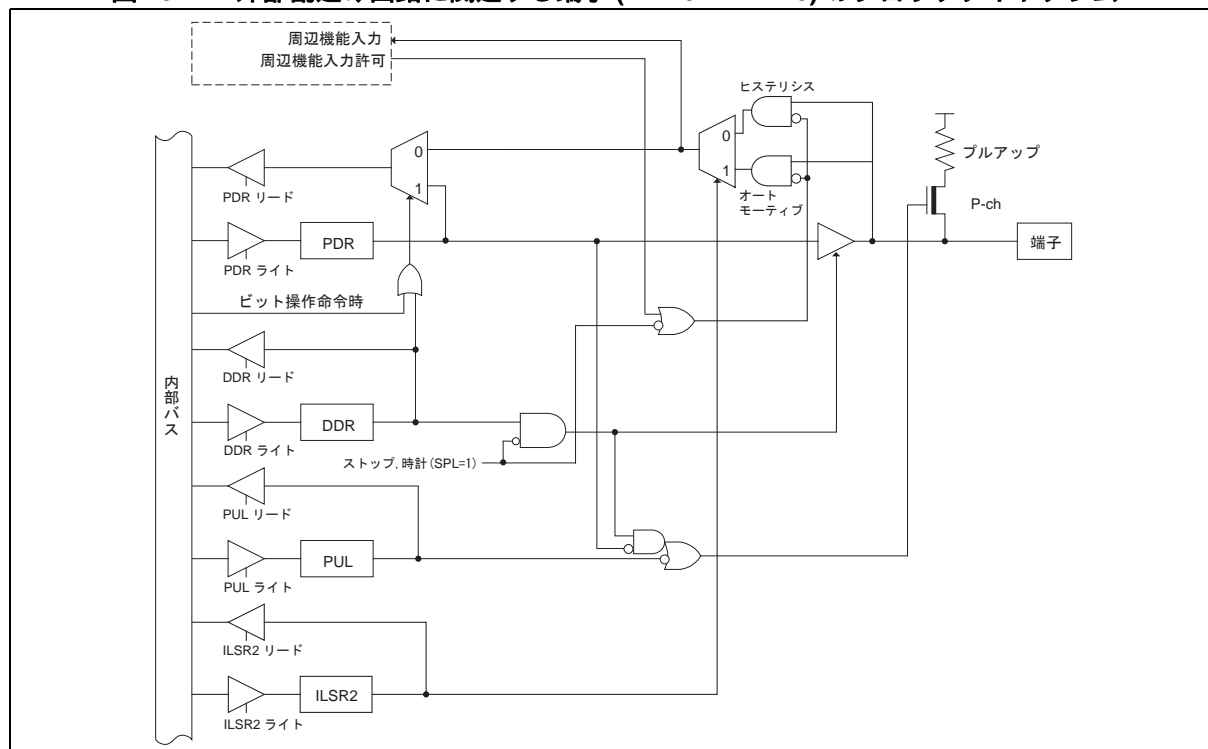 周辺機能入力
周辺機能入力許可
ヒステリシス
0
1
オート
モーティブ
プルアップ
P-ch
端子
0
1
PDR リード
PDR
PDR ライト
ビット操作命令時
DDR リード
DDR
DDR ライト
ストップ, 時計 (SPL=1)
内部バス
PUL リード
PUL
PUL ライト
ILSR2 リード
ILSR2
ILSR2 ライト